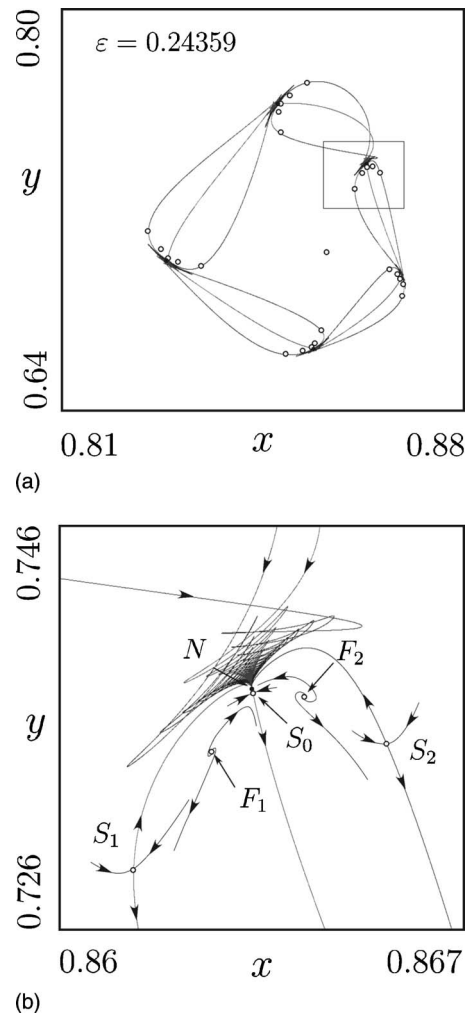 0.80
ε = 0.24359
y
0.64
0.81
x
0.88
(a)
0.746
N
F₂
y
S₀
S₂
F₁
S₁
0.726
0.86
x
0.867
(b)